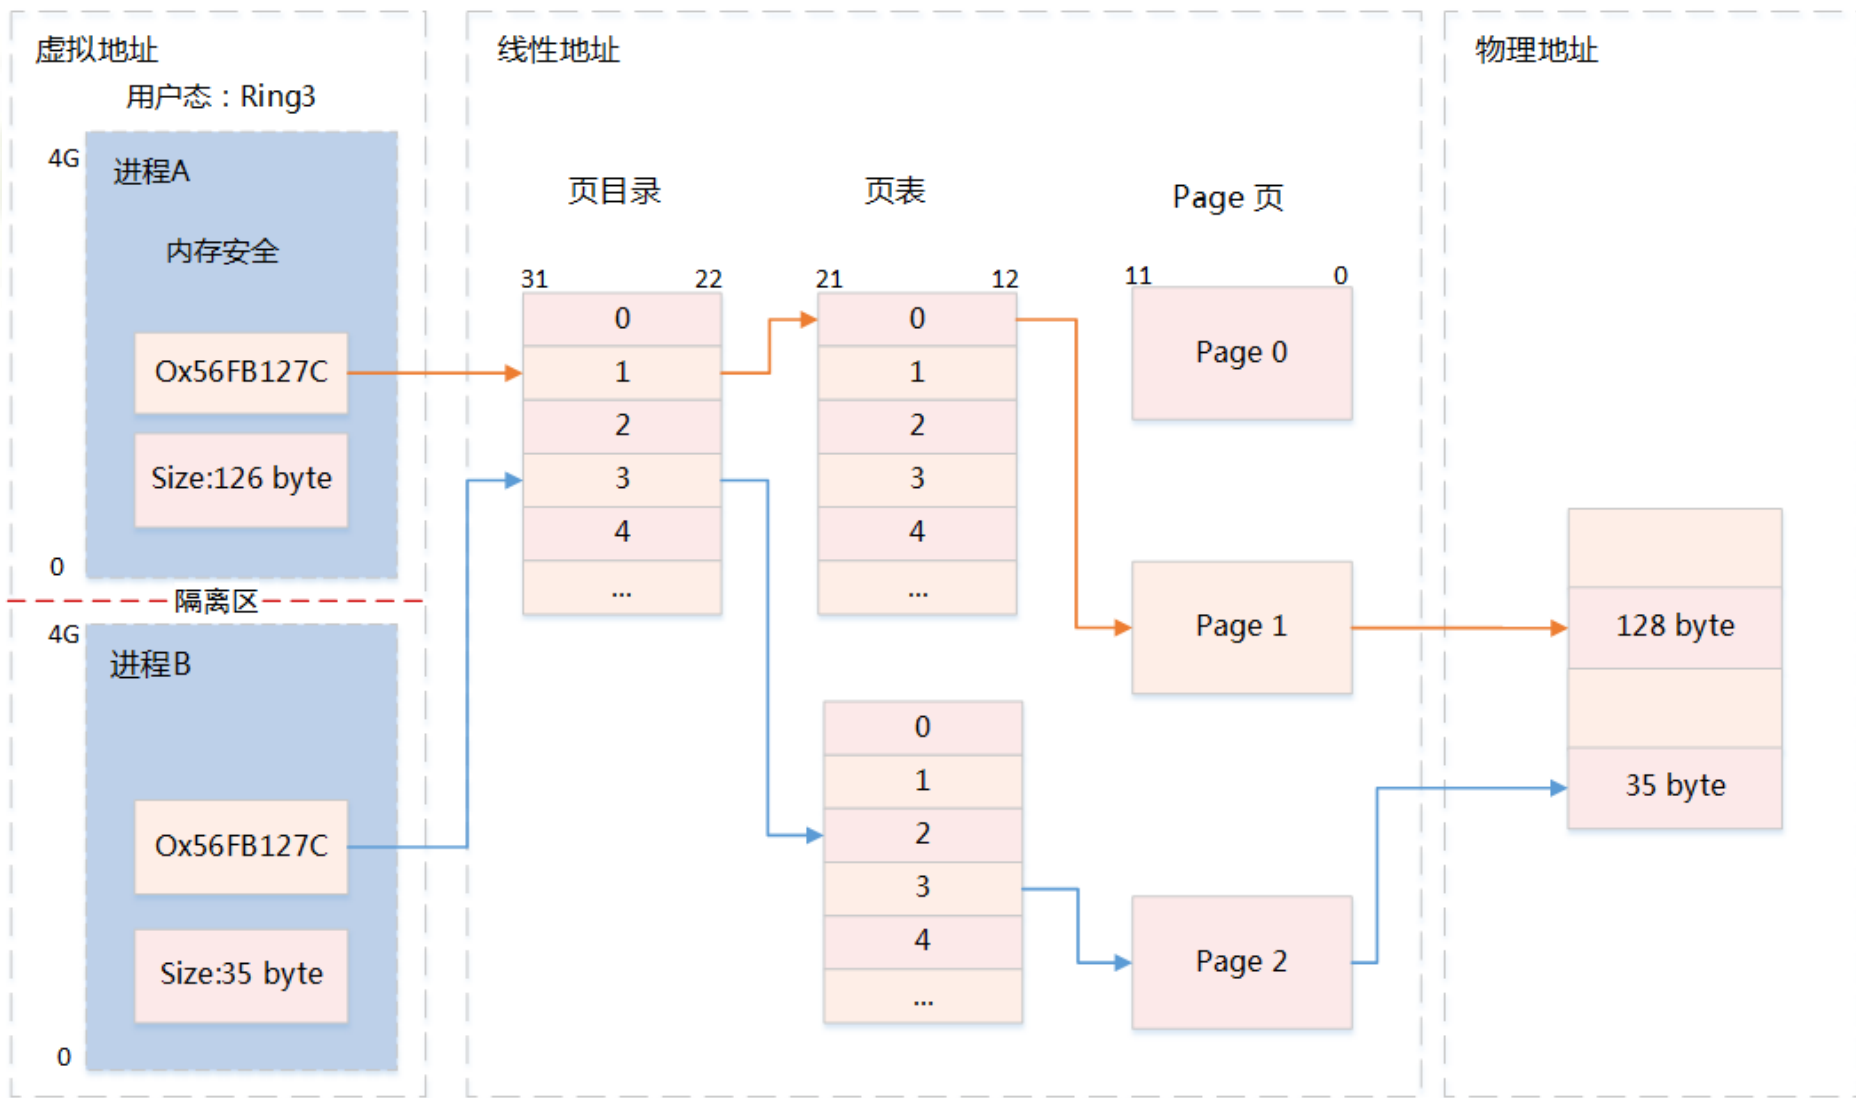 虚拟地址
用户态：Ring3
4G
进程A
内存安全
Ox56FB127C
Size:126 byte
0
隔离区
4G
进程B
Ox56FB127C
Size:35 byte
0
线性地址
页目录
31 22
0
1
2
3
4
...
页表
21 12
0
1
2
3
4
...
0
1
2
3
4
...
Page 页
11 0
Page 0
Page 1
Page 2
物理地址
128 byte
35 byte